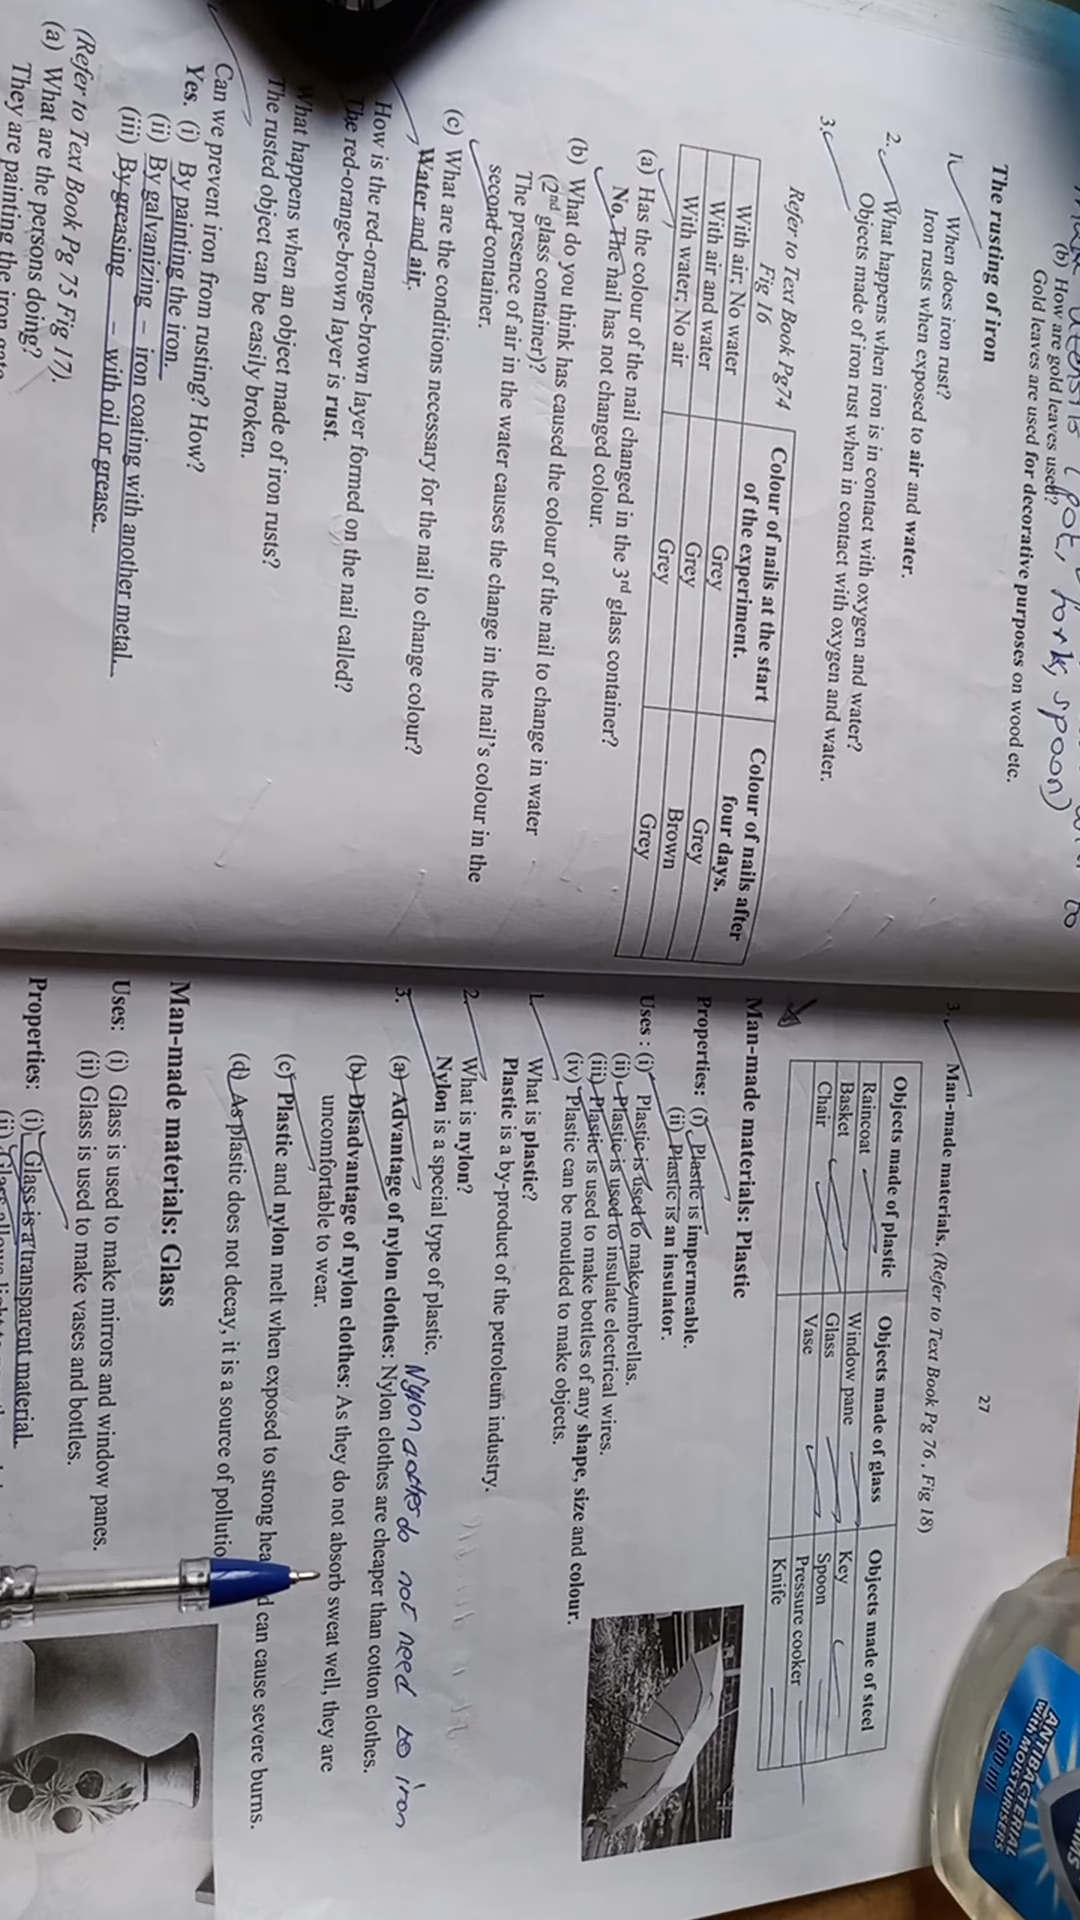 (pot, fork, spoon)
(b) How are gold leaves used?
Gold leaves are used for decorative purposes on wood etc.
The rusting of iron
1. When does iron rust?
Iron rusts when exposed to air and water.
2. What happens when iron is in contact with oxygen and water?
Objects made of iron rust when in contact with oxygen and water.
3.
Refer to Text Book Pg74
Fig 16
Colour of nails at the start of the experiment.
Colour of nails after four days.
With air; No water Grey Grey
With air and water Grey Brown
With water; No air Grey Grey
(a) Has the colour of the nail changed in the 3rd glass container?
No. The nail has not changed colour.
(b) What do you think has caused the colour of the nail to change in water
(2nd glass container)?
The presence of air in the water causes the change in the nail's colour in the
second container.
(c) What are the conditions necessary for the nail to change colour?
Water and air.
How is the red-orange-brown layer formed on the nail called?
The red-orange-brown layer is rust.
What happens when an object made of iron rusts?
The rusted object can be easily broken.
Can we prevent iron from rusting? How?
Yes. (i) By painting the iron.
(ii) By galvanizing – iron coating with another metal.
(iii) By greasing – with oil or grease.
(Refer to Text Book Pg 75 Fig 17).
(a) What are the persons doing?
They are painting the iron gate
27
3. Man-made materials. (Refer to Text Book Pg 76 , Fig 18)
Objects made of plastic Objects made of glass Objects made of steel
Raincoat Window pane Key
Basket Glass Spoon
Chair Vase Pressure cooker
Knife
Man-made materials: Plastic
Properties: (i) Plastic is impermeable.
(ii) Plastic is an insulator.
Uses : (i) Plastic is used to make umbrellas.
(ii) Plastic is used to insulate electrical wires.
(iii) Plastic is used to make bottles of any shape, size and colour.
(iv) Plastic can be moulded to make objects.
1. What is plastic?
Plastic is a by-product of the petroleum industry.
2. What is nylon?
Nylon is a special type of plastic.
Nylon clothes do not need to iron
3. (a) Advantage of nylon clothes: Nylon clothes are cheaper than cotton clothes.
(b) Disadvantage of nylon clothes: As they do not absorb sweat well, they are
uncomfortable to wear.
(c) Plastic and nylon melt when exposed to strong hea d can cause severe burns.
(d) As plastic does not decay, it is a source of pollutio
Man-made materials: Glass
Uses: (i) Glass is used to make mirrors and window panes.
(ii) Glass is used to make vases and bottles.
Properties: (i) Glass is a transparent material.
ANTIBACTERIAL
WITH MOISTURISERS
500 ml